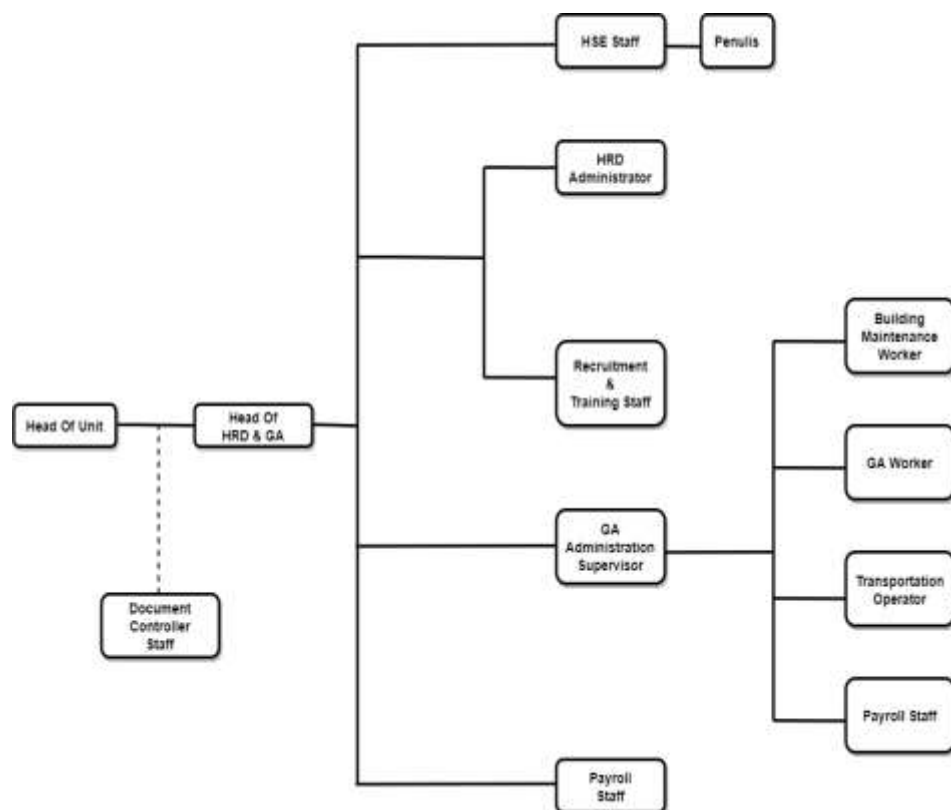 HSE Staff
Penulis
HRD
Administrator
Recruitment
&
Training Staff
Head Of Unit
Head Of
HRD & GA
Document
Controller
Staff
GA
Administration
Supervisor
Building
Maintenance
Worker
GA Worker
Transportation
Operator
Payroll Staff
Payroll
Staff